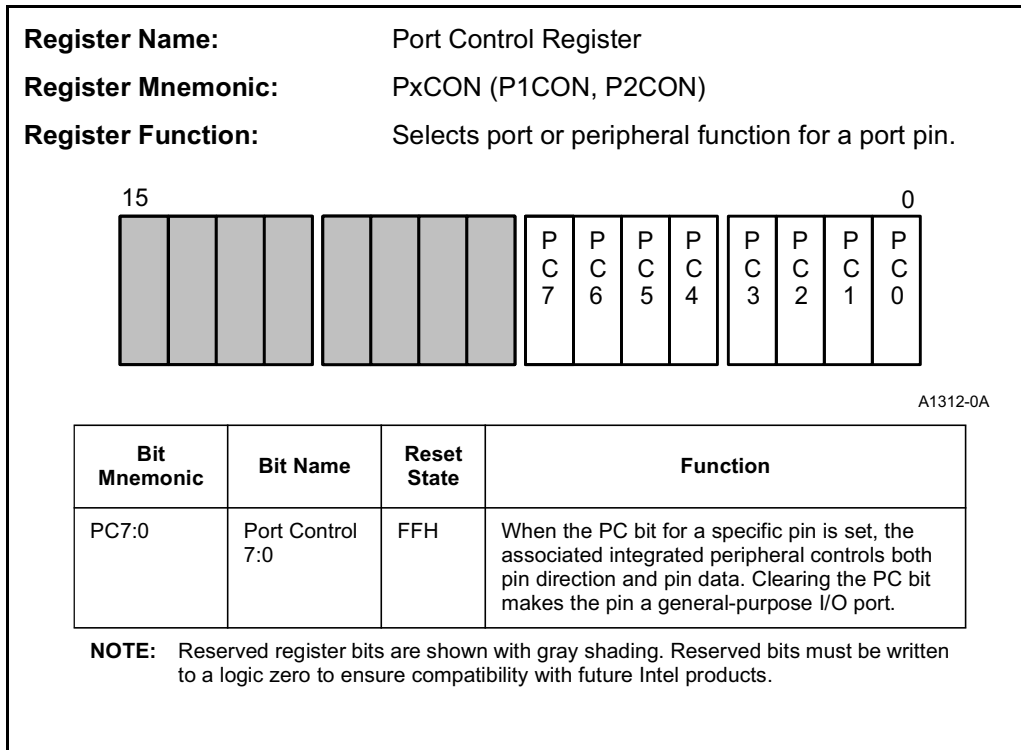 Register Name: Port Control Register
Register Mnemonic: PxCON (P1CON, P2CON)
Register Function: Selects port or peripheral function for a port pin.
15 0
P P P P P P P P
C C C C C C C C
7 6 5 4 3 2 1 0
A1312-0A
Bit Mnemonic Bit Name Reset State Function
PC7:0 Port Control 7:0 FFH When the PC bit for a specific pin is set, the
associated integrated peripheral controls both
pin direction and pin data. Clearing the PC bit
makes the pin a general-purpose I/O port.
NOTE: Reserved register bits are shown with gray shading. Reserved bits must be written
to a logic zero to ensure compatibility with future Intel products.